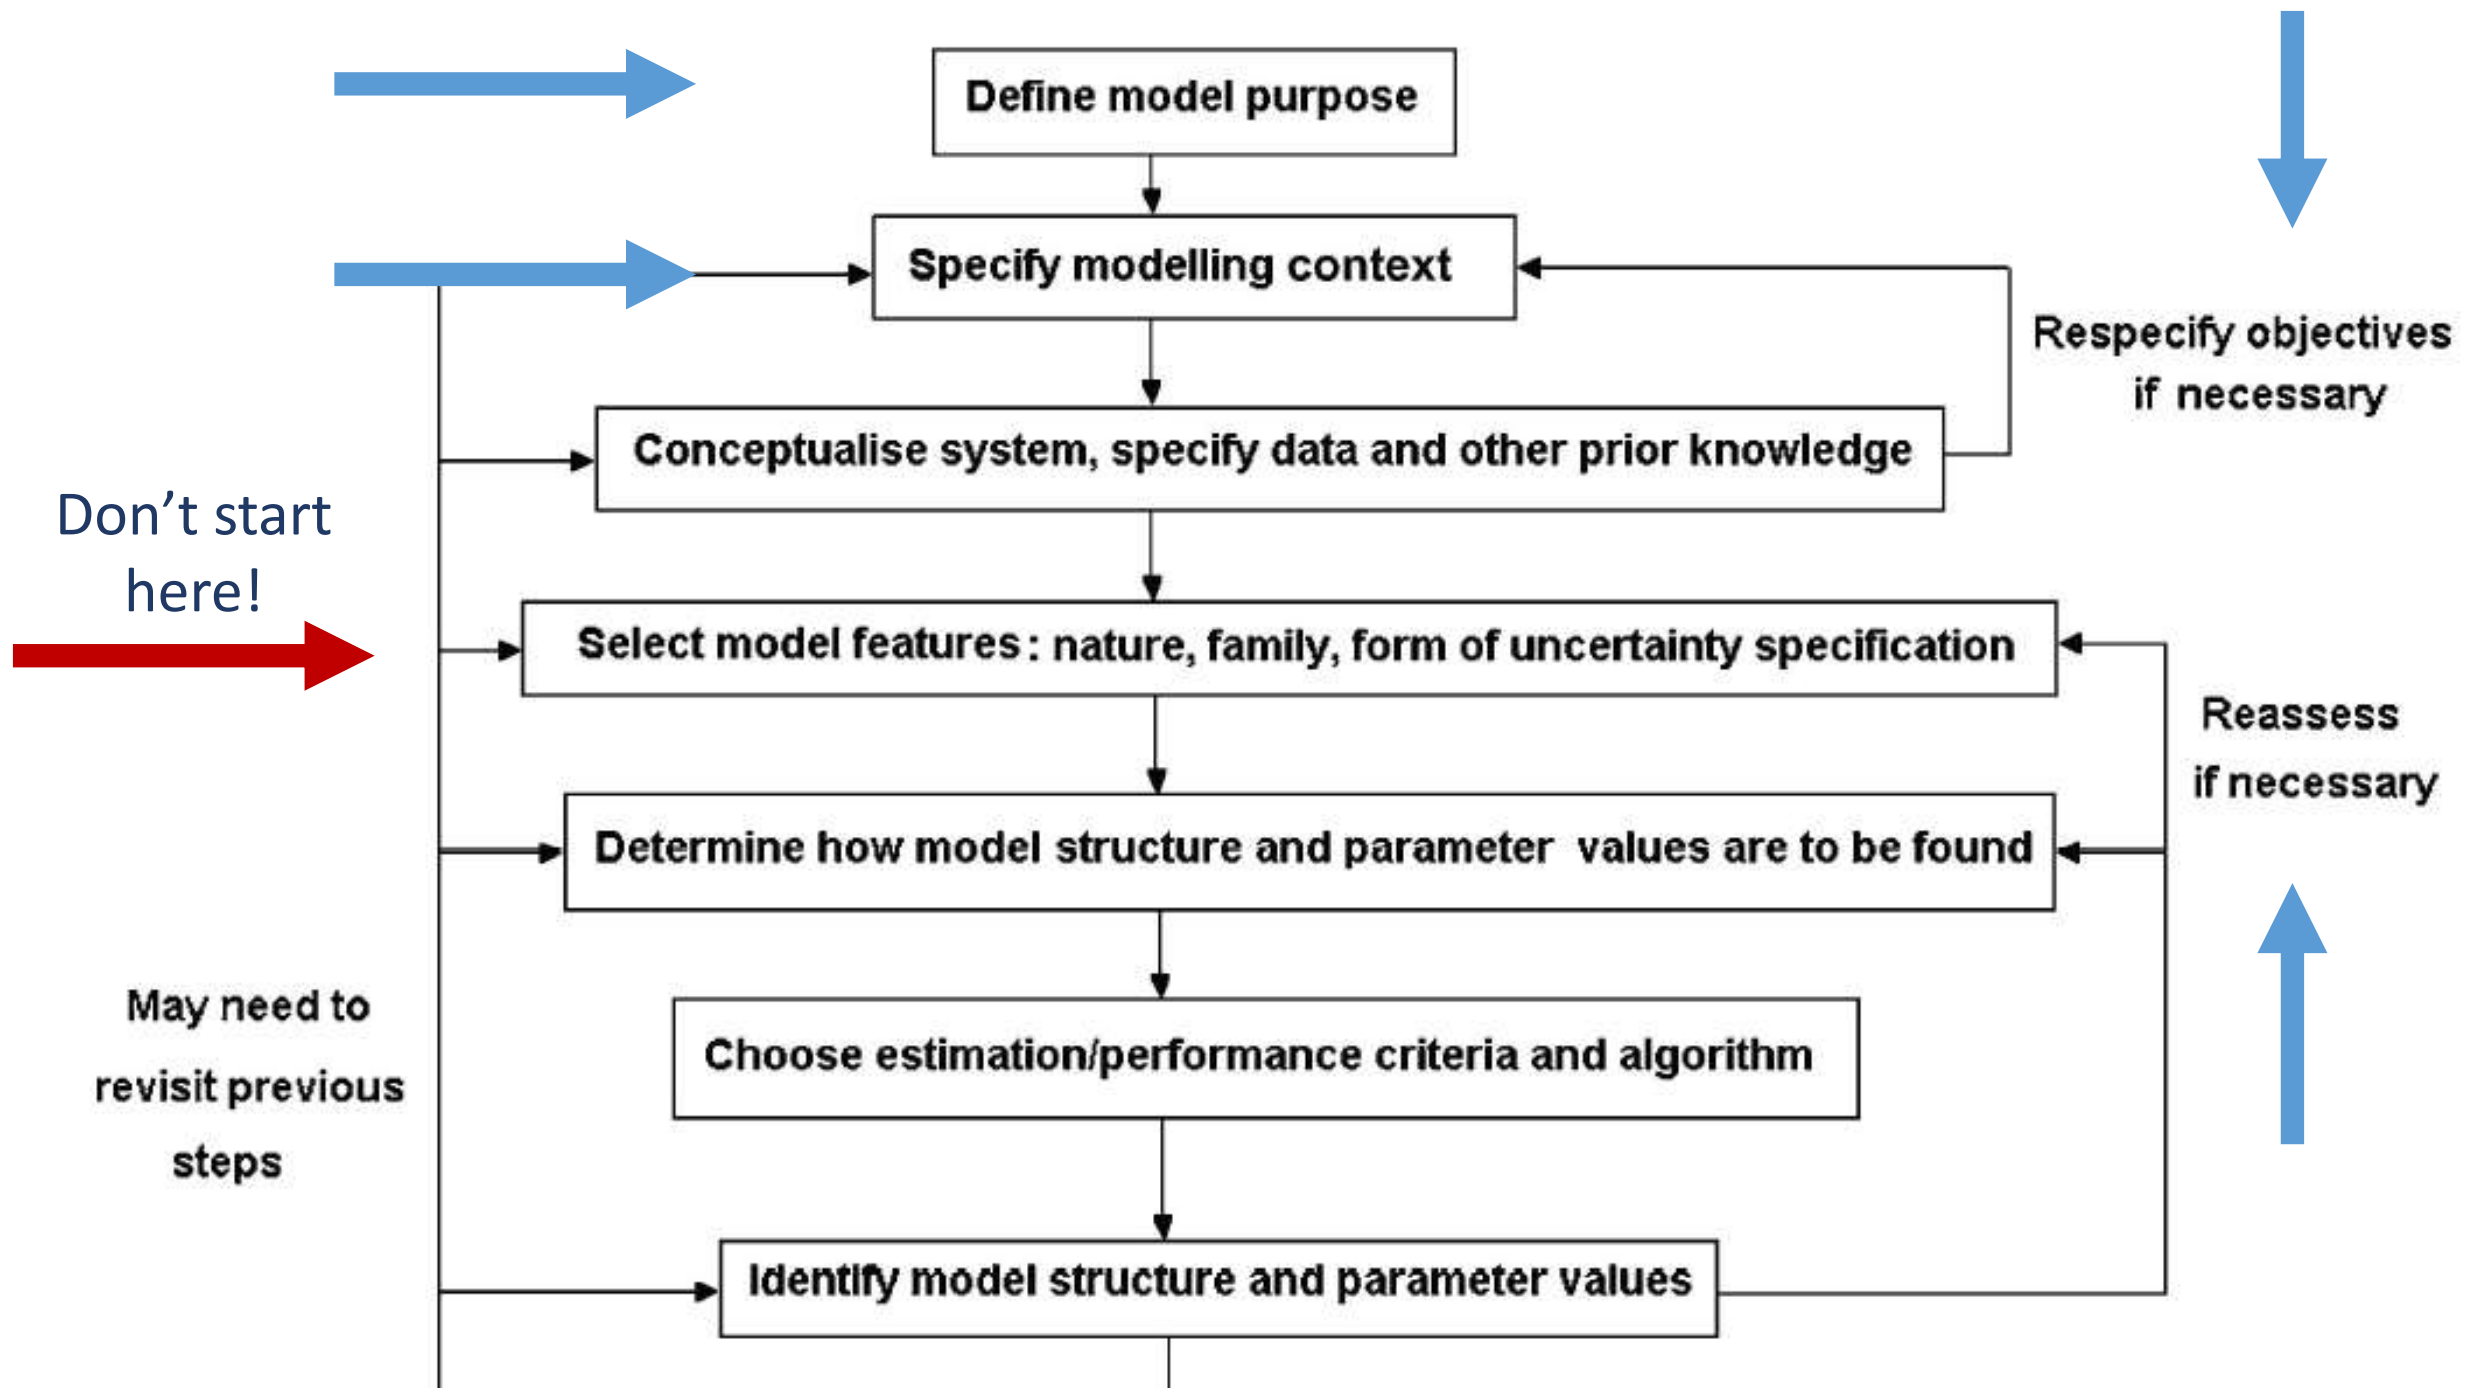 Define model purpose
Specify modelling context
Respecify objectives
if necessary
Conceptualise system, specify data and other prior knowledge
Don’t start
here!
Select model features: nature, family, form of uncertainty specification
Reassess
if necessary
Determine how model structure and parameter values are to be found
May need to
revisit previous
steps
Choose estimation/performance criteria and algorithm
Identify model structure and parameter values